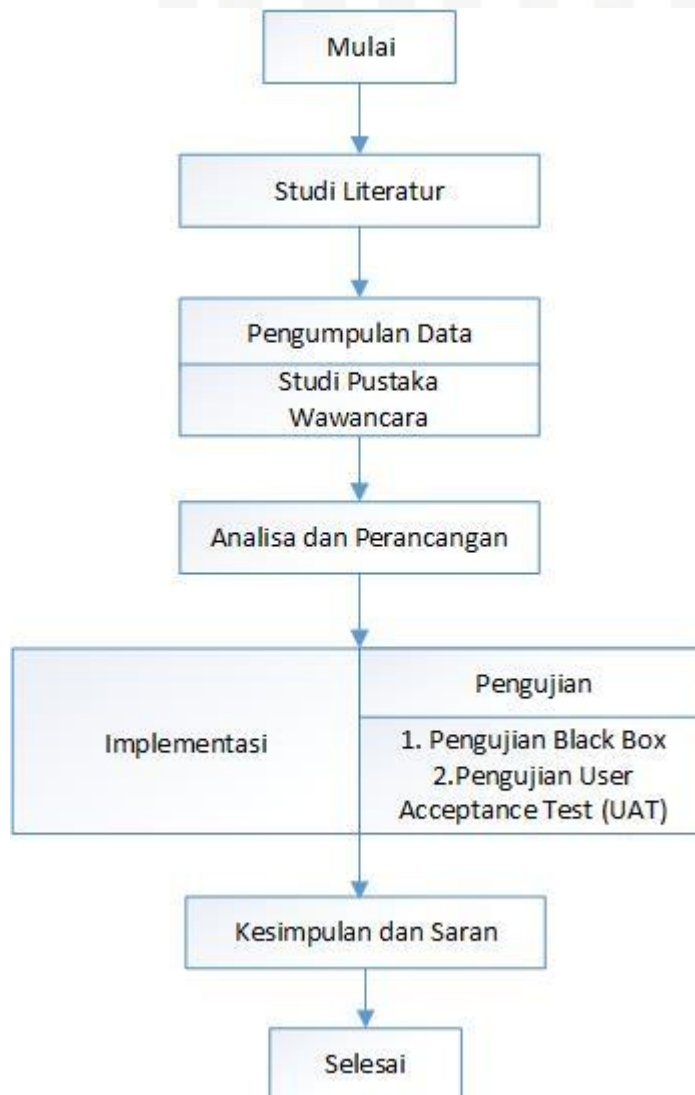 Mulai
Studi Literatur
Pengumpulan Data
Studi Pustaka
Wawancara
Analisa dan Perancangan
Implementasi
Pengujian
1. Pengujian Black Box
2.Pengujian User
Acceptance Test (UAT)
Kesimpulan dan Saran
Selesai